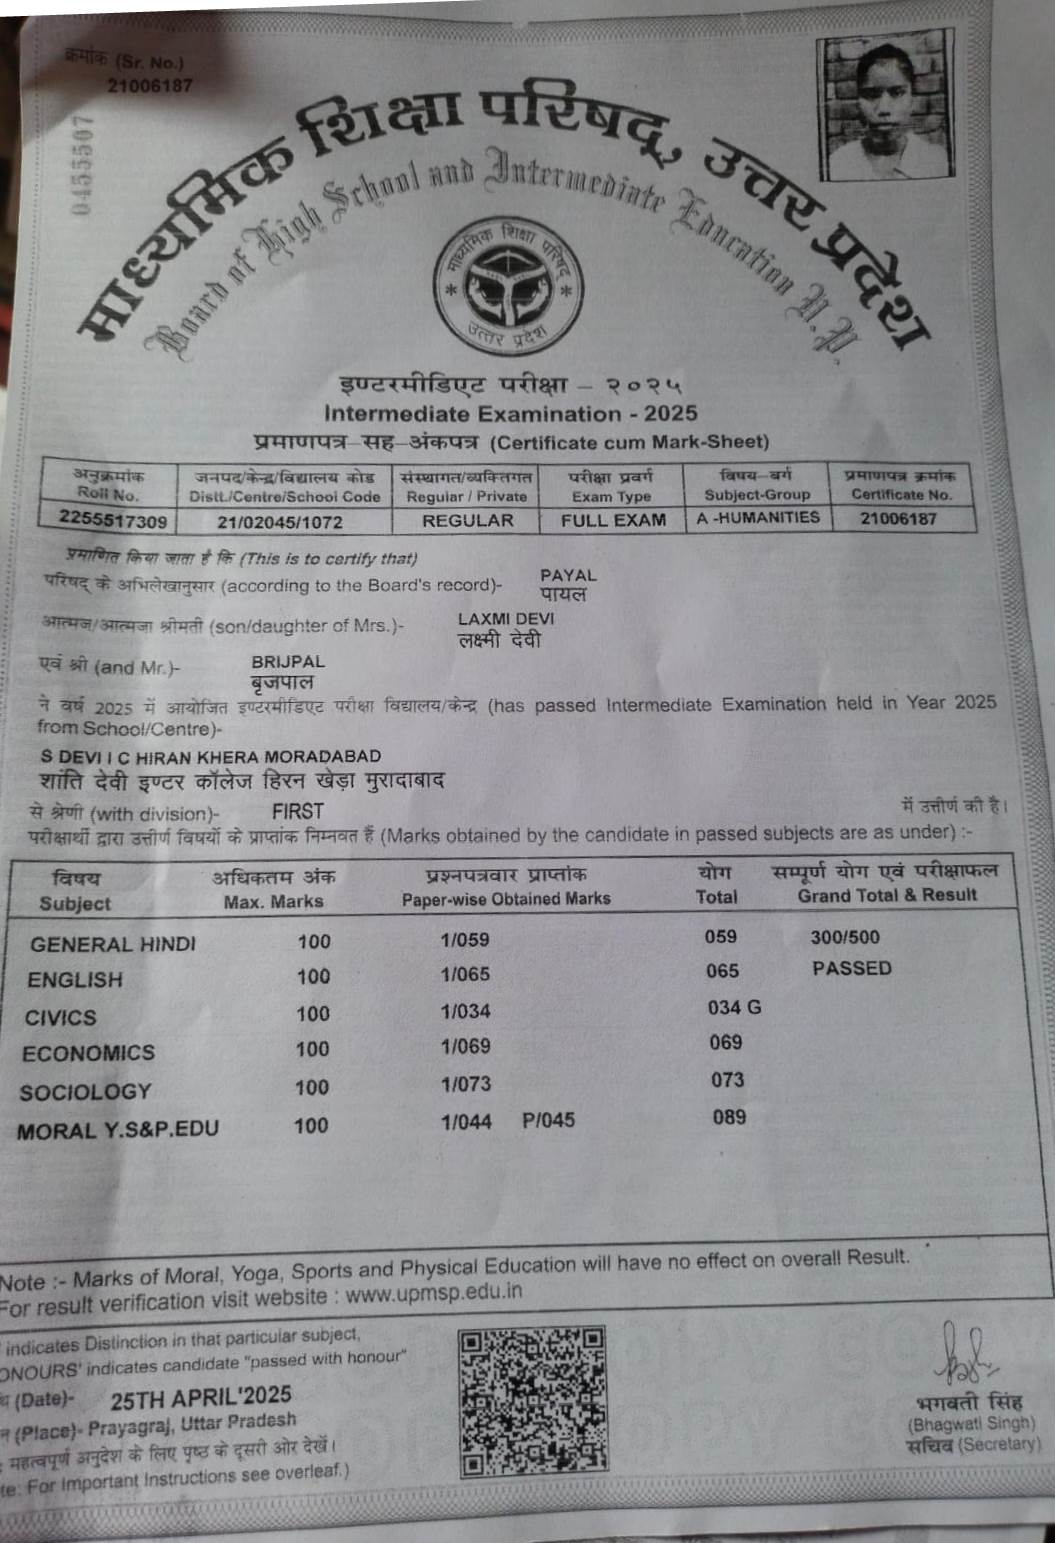 क्रमांक (Sr. No.)
21006187
0455507
माध्यमिक शिक्षा परिषद्, उत्तर प्रदेश
Board of High School and Intermediate Education U.P.
माध्यमिक शिक्षा परिषद्
* *
उत्तर प्रदेश
इण्टरमीडिएट परीक्षा – २०२५
Intermediate Examination - 2025
प्रमाणपत्र–सह–अंकपत्र (Certificate cum Mark-Sheet)
अनुक्रमांक जनपद/केन्द्र/विद्यालय कोड संस्थागत/व्यक्तिगत परीक्षा प्रवर्ग विषय–वर्ग प्रमाणपत्र क्रमांक
Roll No. Distt./Centre/School Code Regular / Private Exam Type Subject-Group Certificate No.
2255517309 21/02045/1072 REGULAR FULL EXAM A -HUMANITIES 21006187
प्रमाणित किया जाता है कि (This is to certify that)
परिषद् के अभिलेखानुसार (according to the Board's record)- PAYAL
पायल
आत्मज/आत्मजा श्रीमती (son/daughter of Mrs.)- LAXMI DEVI
लक्ष्मी देवी
एवं श्री (and Mr.)- BRIJPAL
बृजपाल
ने वर्ष 2025 में आयोजित इण्टरमीडिएट परीक्षा विद्यालय/केन्द्र (has passed Intermediate Examination held in Year 2025
from School/Centre)-
S DEVI I C HIRAN KHERA MORADABAD
शांति देवी इण्टर कॉलेज हिरन खेड़ा मुरादाबाद
से श्रेणी (with division)- FIRST में उत्तीर्ण की है।
परीक्षार्थी द्वारा उत्तीर्ण विषयों के प्राप्तांक निम्नवत हैं (Marks obtained by the candidate in passed subjects are as under) :-
विषय अधिकतम अंक प्रश्नपत्रवार प्राप्तांक योग सम्पूर्ण योग एवं परीक्षाफल
Subject Max. Marks Paper-wise Obtained Marks Total Grand Total & Result
GENERAL HINDI 100 1/059 059 300/500
ENGLISH 100 1/065 065 PASSED
CIVICS 100 1/034 034 G
ECONOMICS 100 1/069 069
SOCIOLOGY 100 1/073 073
MORAL Y.S&P.EDU 100 1/044 P/045 089
Note :- Marks of Moral, Yoga, Sports and Physical Education will have no effect on overall Result.
For result verification visit website : www.upmsp.edu.in
indicates Distinction in that particular subject,
ONOURS' indicates candidate "passed with honour"
(Date)- 25TH APRIL'2025
(Place)- Prayagraj, Uttar Pradesh
महत्वपूर्ण अनुदेश के लिए पृष्ठ के दूसरी ओर देखें।
te: For Important Instructions see overleaf.)
भगवती सिंह
(Bhagwati Singh)
सचिव (Secretary)